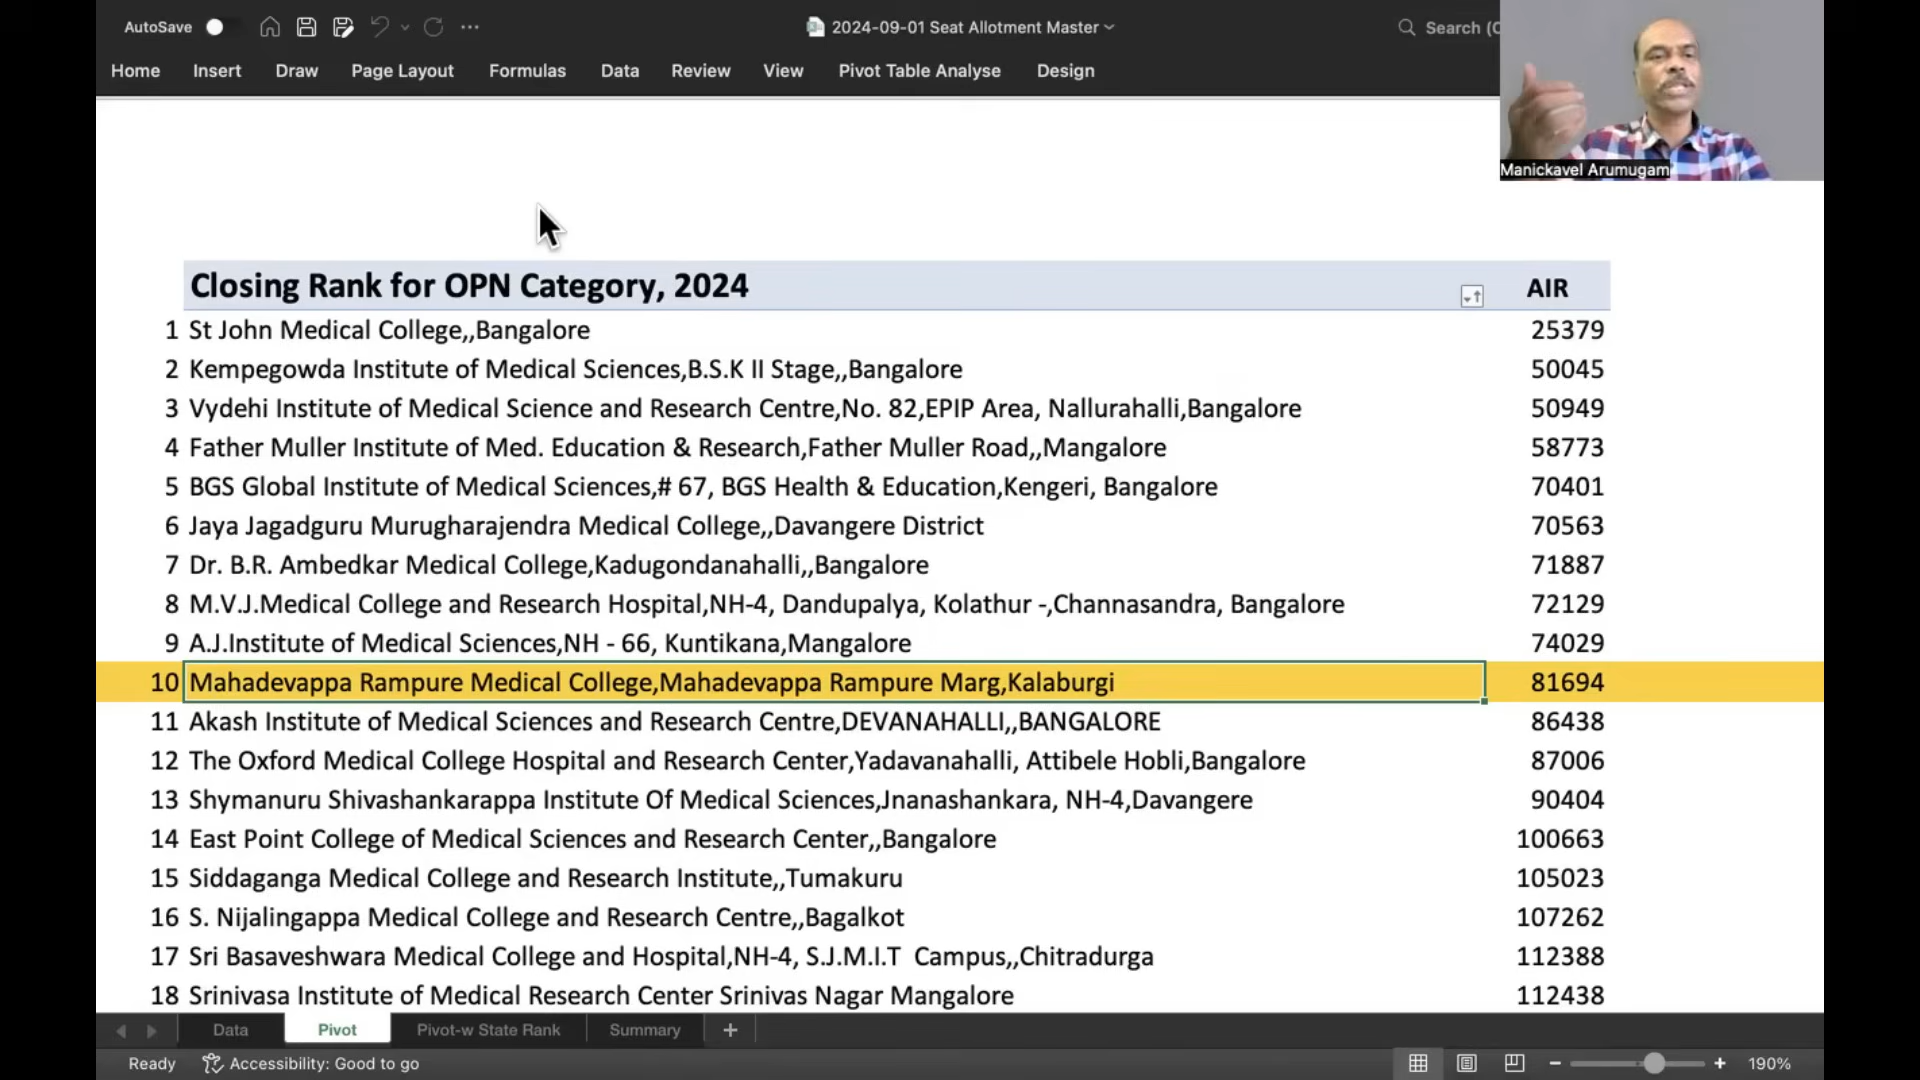 AutoSave
2024-09-01 Seat Allotment Master
Search (C
Home Insert Draw Page Layout Formulas Data Review View Pivot Table Analyse Design
Manickavel Arumugam
Closing Rank for OPN Category, 2024 AIR
1 St John Medical College,,Bangalore 25379
2 Kempegowda Institute of Medical Sciences,B.S.K II Stage,,Bangalore 50045
3 Vydehi Institute of Medical Science and Research Centre,No. 82,EPIP Area, Nallurahalli,Bangalore 50949
4 Father Muller Institute of Med. Education & Research,Father Muller Road,,Mangalore 58773
5 BGS Global Institute of Medical Sciences,# 67, BGS Health & Education,Kengeri, Bangalore 70401
6 Jaya Jagadguru Murugharajendra Medical College,,Davangere District 70563
7 Dr. B.R. Ambedkar Medical College,Kadugondanahalli,,Bangalore 71887
8 M.V.J.Medical College and Research Hospital,NH-4, Dandupalya, Kolathur -,Channasandra, Bangalore 72129
9 A.J.Institute of Medical Sciences,NH - 66, Kuntikana,Mangalore 74029
10 Mahadevappa Rampure Medical College,Mahadevappa Rampure Marg,Kalaburgi 81694
11 Akash Institute of Medical Sciences and Research Centre,DEVANAHALLI,,BANGALORE 86438
12 The Oxford Medical College Hospital and Research Center,Yadavanahalli, Attibele Hobli,Bangalore 87006
13 Shymanuru Shivashankarappa Institute Of Medical Sciences,Jnanashankara, NH-4,Davangere 90404
14 East Point College of Medical Sciences and Research Center,,Bangalore 100663
15 Siddaganga Medical College and Research Institute,,Tumakuru 105023
16 S. Nijalingappa Medical College and Research Centre,,Bagalkot 107262
17 Sri Basaveshwara Medical College and Hospital,NH-4, S.J.M.I.T Campus,,Chitradurga 112388
18 Srinivasa Institute of Medical Research Center Srinivas Nagar Mangalore 112438
Data Pivot Pivot-w State Rank Summary
Ready Accessibility: Good to go 190%